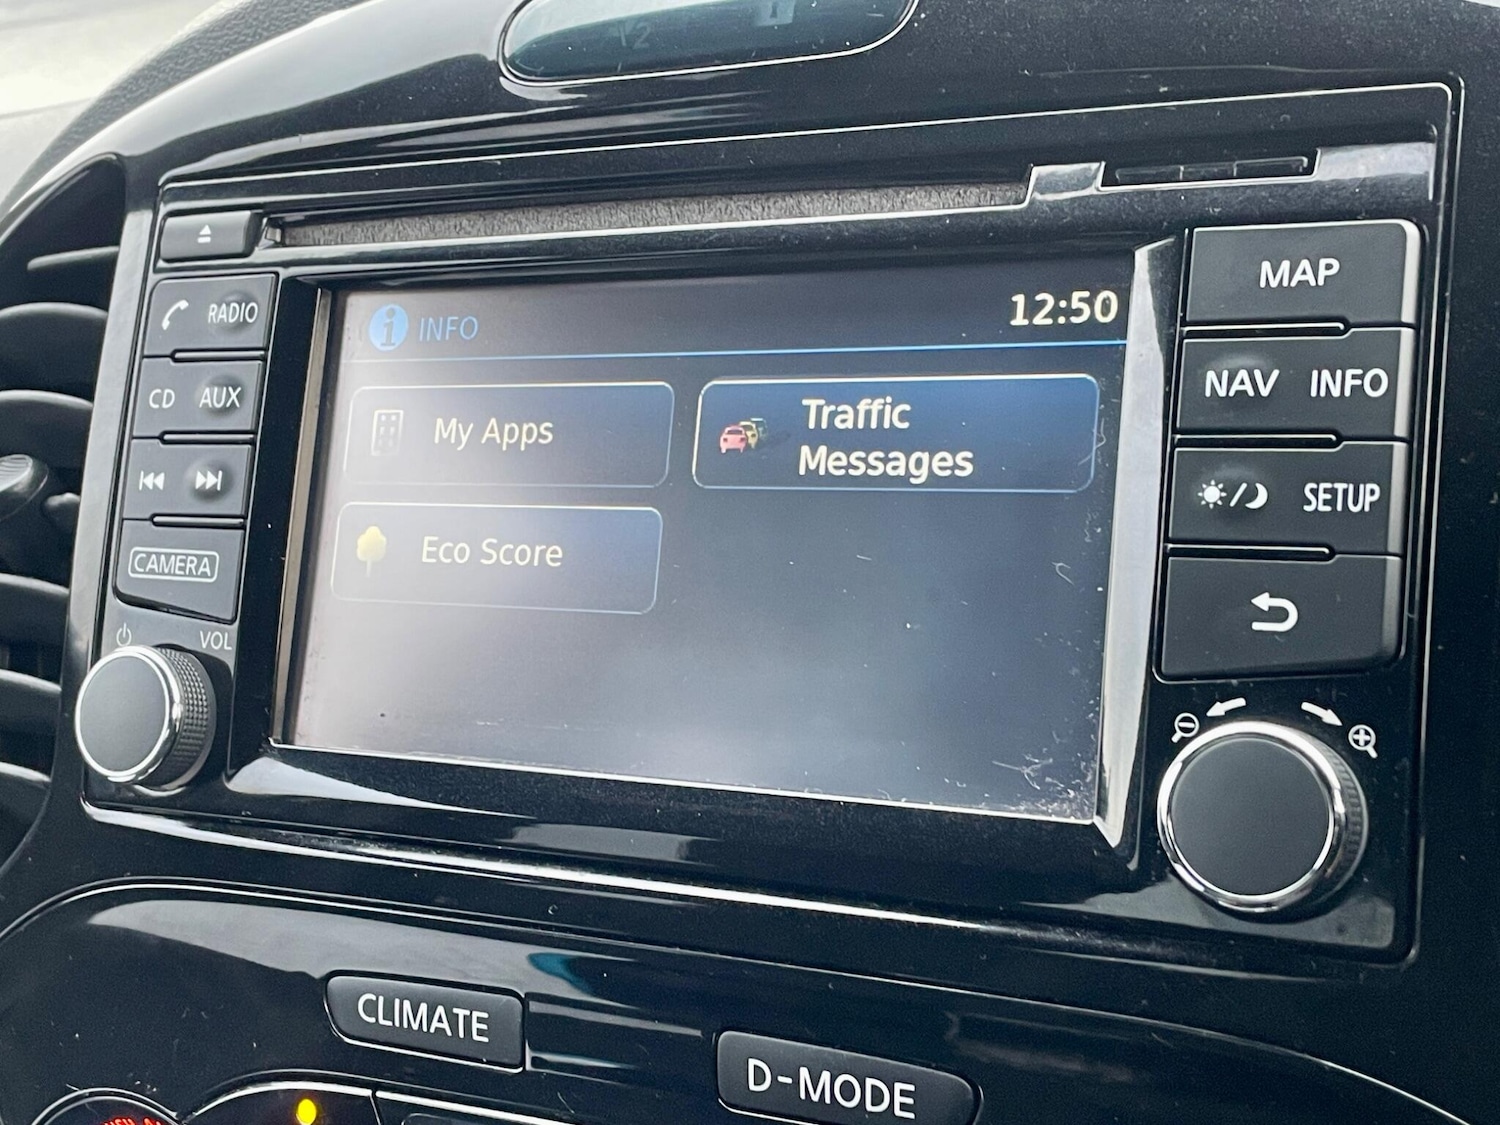 12
RADIO
CD AUX
CAMERA
VOL
INFO
12:50
My Apps
Traffic
Messages
Eco Score
MAP
NAV INFO
SETUP
CLIMATE
D-MODE